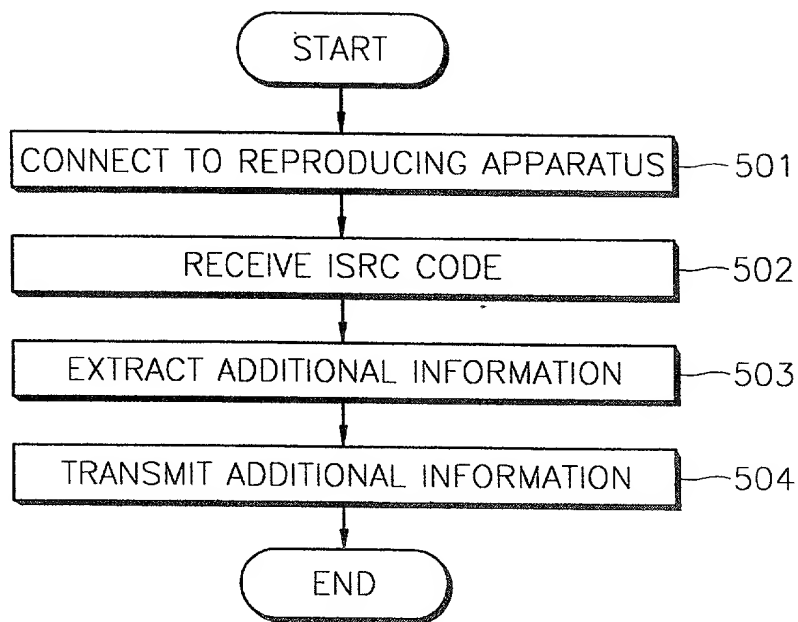 START
CONNECT TO REPRODUCING APPARATUS 501
RECEIVE ISRC CODE 502
EXTRACT ADDITIONAL INFORMATION 503
TRANSMIT ADDITIONAL INFORMATION 504
END